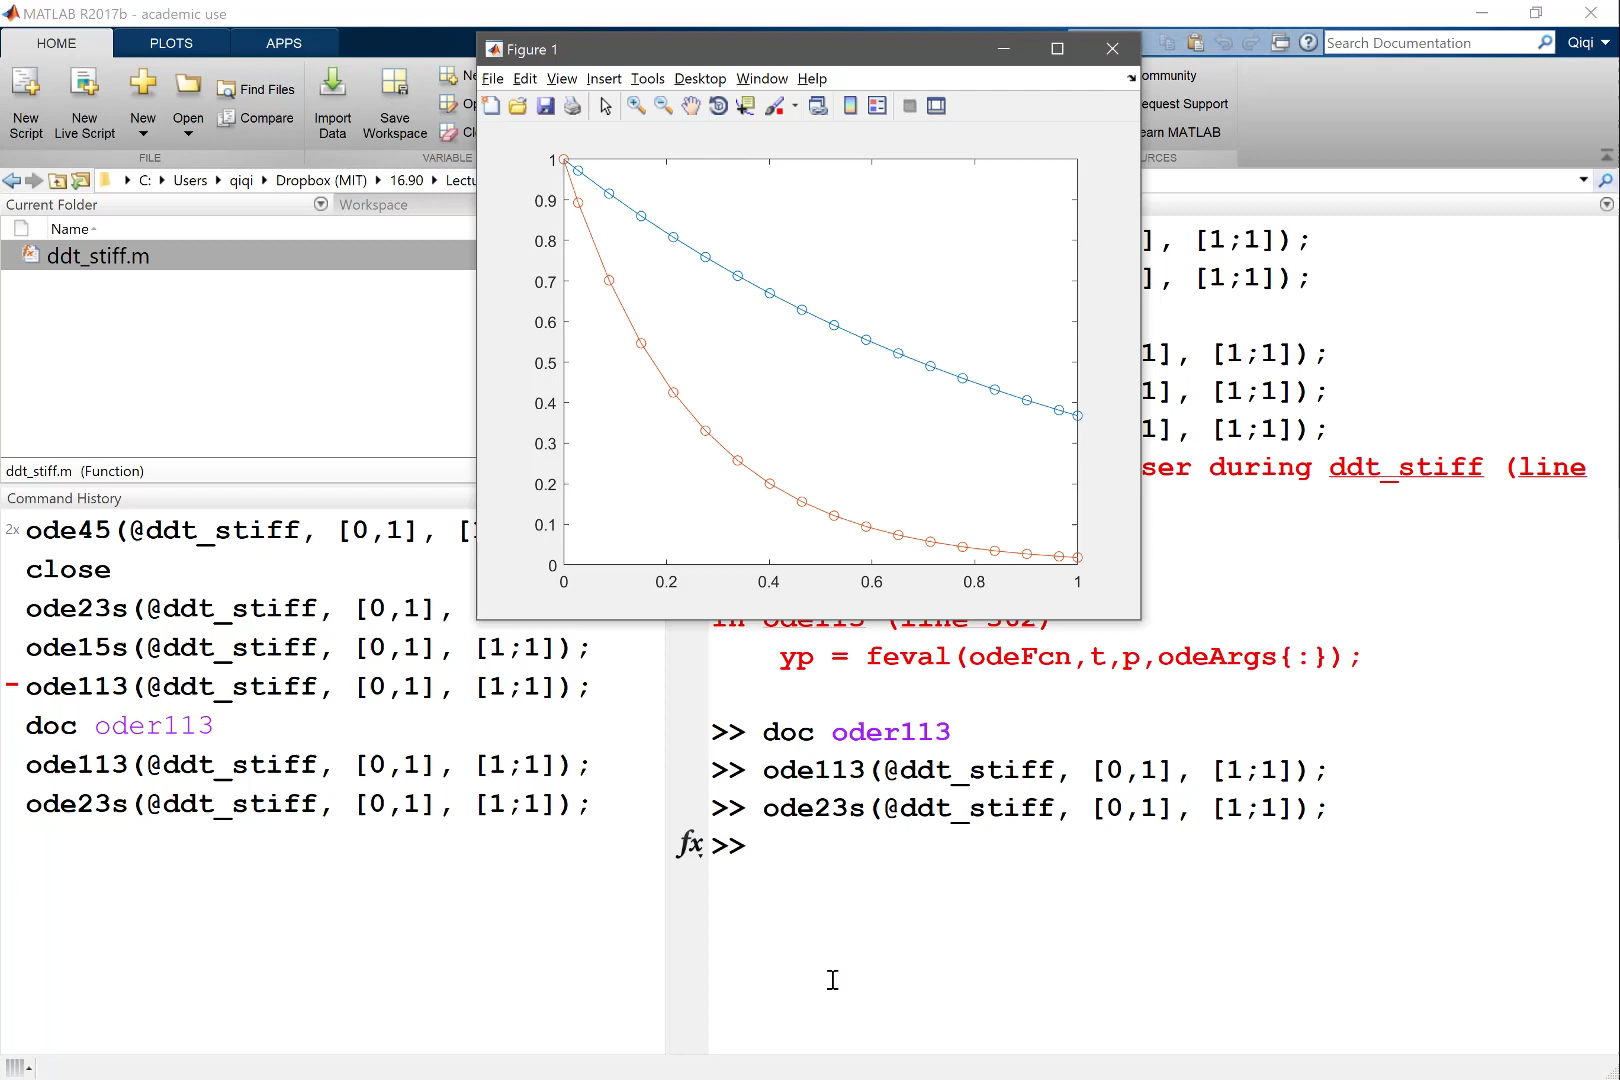 MATLAB R2017b - academic use
HOME PLOTS APPS
Search Documentation
Qiqi
New Script
New Live Script
New
Open
Find Files
Compare
Import Data
Save Workspace
FILE
VARIABLE
ommunity
equest Support
earn MATLAB
URCES
C: Users qiqi Dropbox (MIT) 16.90 Lectu
Current Folder
Workspace
Name
ddt_stiff.m
ddt_stiff.m (Function)
Command History
2x ode45(@ddt_stiff, [0,1], [
close
ode23s(@ddt_stiff, [0,1],
ode15s(@ddt_stiff, [0,1], [1;1]);
ode113(@ddt_stiff, [0,1], [1;1]);
doc oder113
ode113(@ddt_stiff, [0,1], [1;1]);
ode23s(@ddt_stiff, [0,1], [1;1]);
Figure 1
File Edit View Insert Tools Desktop Window Help
1
0.9
0.8
0.7
0.6
0.5
0.4
0.3
0.2
0.1
0
0 0.2 0.4 0.6 0.8 1
], [1;1]);
], [1;1]);
1], [1;1]);
1], [1;1]);
1], [1;1]);
ser during ddt_stiff (line
yp = feval(odeFcn,t,p,odeArgs{:});
>> doc oder113
>> ode113(@ddt_stiff, [0,1], [1;1]);
>> ode23s(@ddt_stiff, [0,1], [1;1]);
fx >>